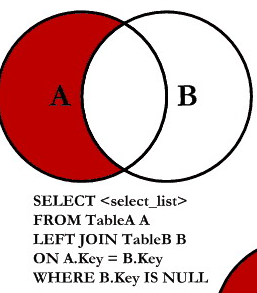 A B
SELECT <select_list>
FROM TableA A
LEFT JOIN TableB B
ON A.Key = B.Key
WHERE B.Key IS NULL